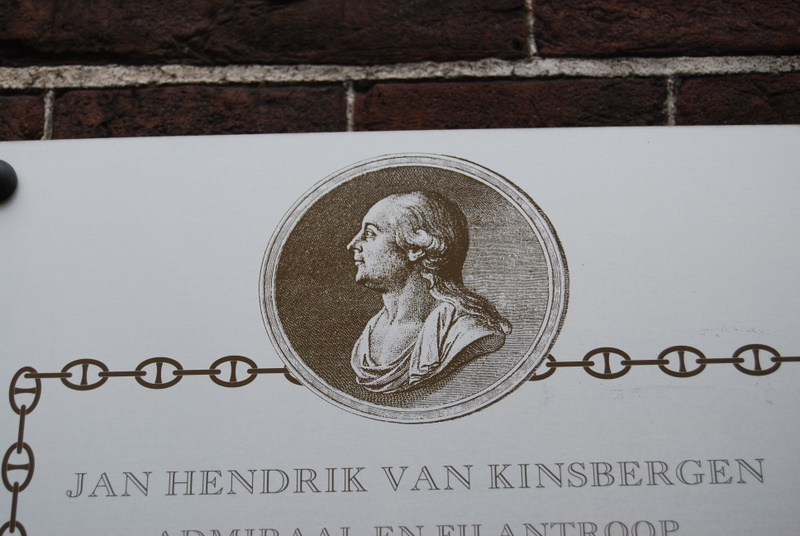 JAN HENDRIK VAN KINSBERGEN
ADMIRAAL EN FILANTROOP